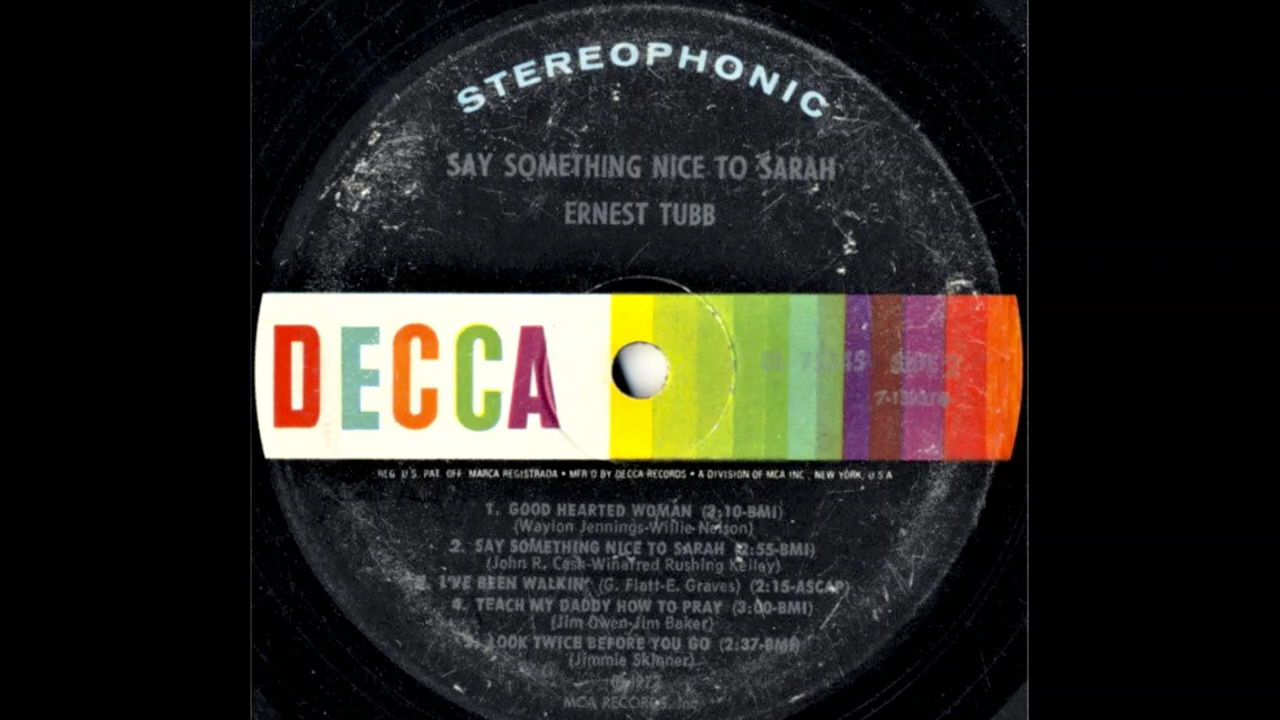 STEREOPHONIC
SAY SOMETHING NICE TO SARAH
ERNEST TUBB
DECCA
REG. U.S. PAT. OFF. MARCA REGISTRADA • MFR'D BY DECCA RECORDS • A DIVISION OF MCA INC., NEW YORK, U.S.A.
1. GOOD HEARTED WOMAN (3:10-BMI)
(Waylon Jennings-Willie Nelson)
2. SAY SOMETHING NICE TO SARAH (2:55-BMI)
(John R. Cash-Winafred Rushing Kelley)
3. I'VE BEEN WALKIN' (G. Flatt-E. Graves) (2:15-ASCAP)
4. TEACH MY DADDY HOW TO PRAY (3:00-BMI)
(Jim Owen-Jim Baker)
5. LOOK TWICE BEFORE YOU GO (2:37-BMI)
(Jimmie Skinner)
MCA RECORDS, Inc.